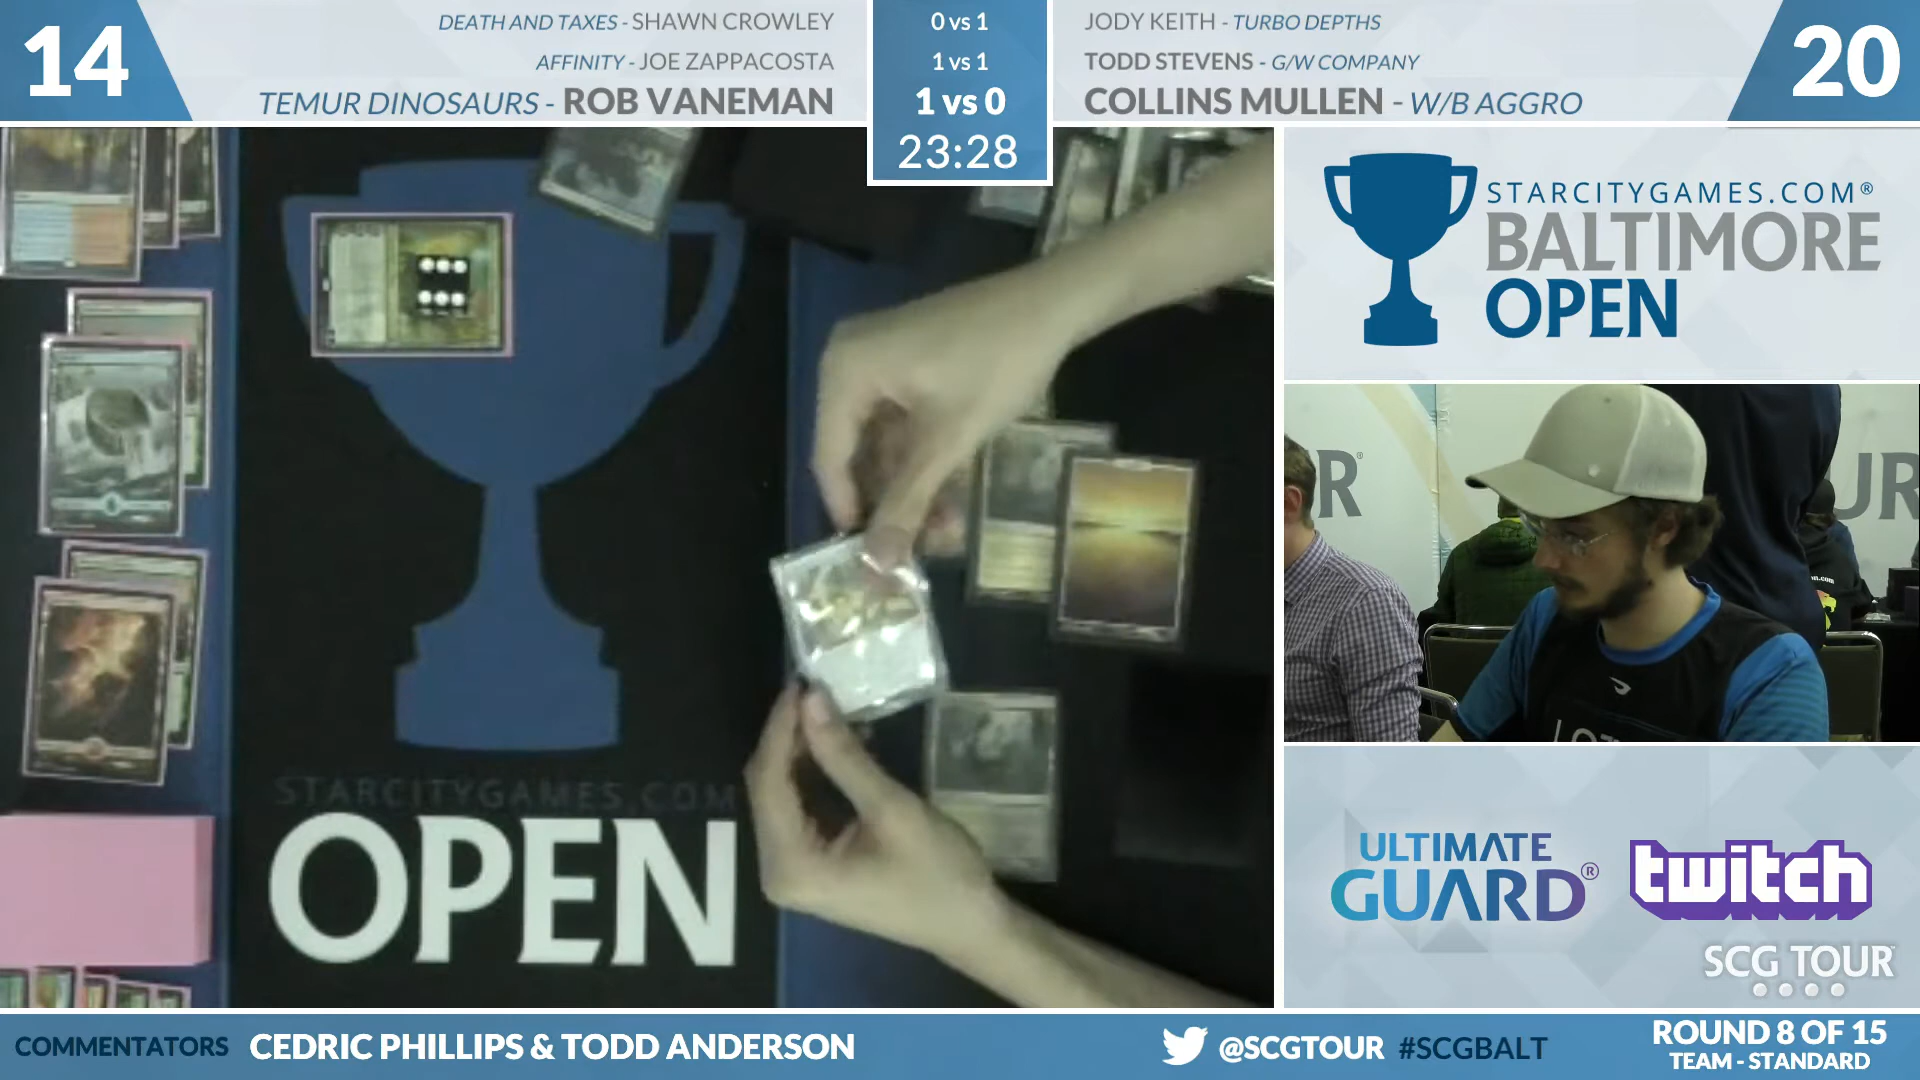 14
DEATH AND TAXES - SHAWN CROWLEY
0 vs 1
JODY KEITH - TURBO DEPTHS
20
AFFINITY - JOE ZAPPACOSTA
1 vs 1
TODD STEVENS - G/W COMPANY
TEMUR DINOSAURS - ROB VANEMAN
1 vs 0
COLLINS MULLEN - W/B AGGRO
23:28
STARCITYGAMES.COM®
BALTIMORE
OPEN
R®
UR
STARCITYGAMES.COM
OPEN
ULTIMATE
GUARD®
twitch
SCG TOUR
COMMENTATORS CEDRIC PHILLIPS & TODD ANDERSON
@SCGTOUR #SCGBALT
ROUND 8 OF 15
TEAM - STANDARD